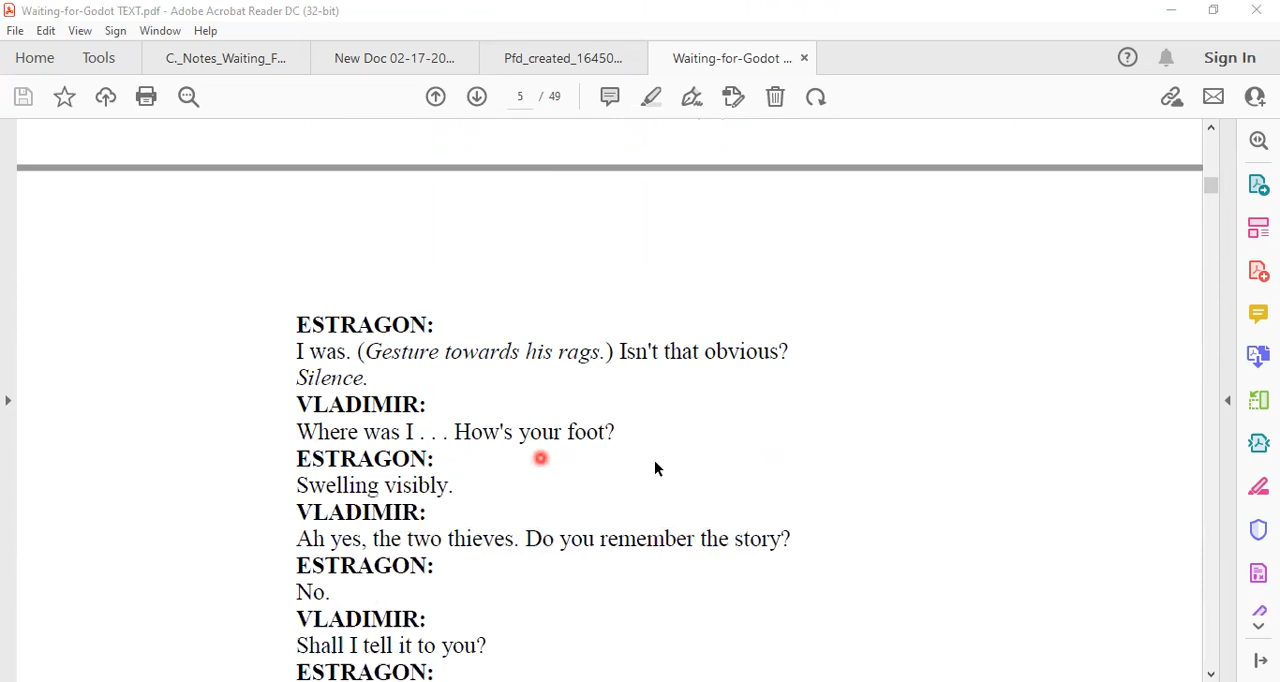 Waiting-for-Godot TEXT.pdf - Adobe Acrobat Reader DC (32-bit)
File Edit View Sign Window Help
Home Tools C._Notes_Waiting_F... New Doc 02-17-20... Pfd_created_16450... Waiting-for-Godot ... × Sign In
5 / 49
ESTRAGON:
I was. (Gesture towards his rags.) Isn't that obvious?
Silence.
VLADIMIR:
Where was I . . . How's your foot?
ESTRAGON:
Swelling visibly.
VLADIMIR:
Ah yes, the two thieves. Do you remember the story?
ESTRAGON:
No.
VLADIMIR:
Shall I tell it to you?
ESTRAGON: